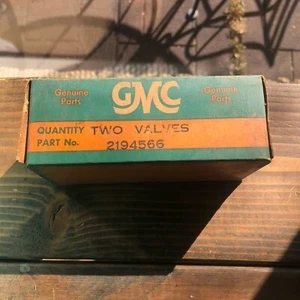 Genuine Parts GMC Genuine Parts
QUANTITY TWO VALVES
PART No. 2194566